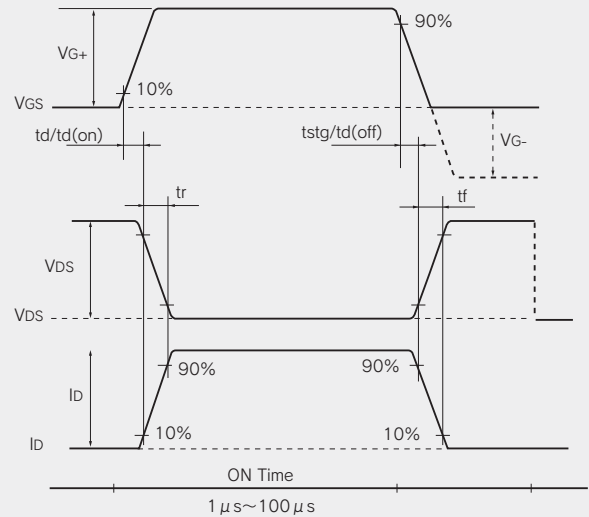 90%
VG+
10%
VGS
td/td(on)
tstg/td(off)
VG-
tr
tf
VDS
VDS
90%
90%
ID
10%
10%
ID
ON Time
1μs～100μs